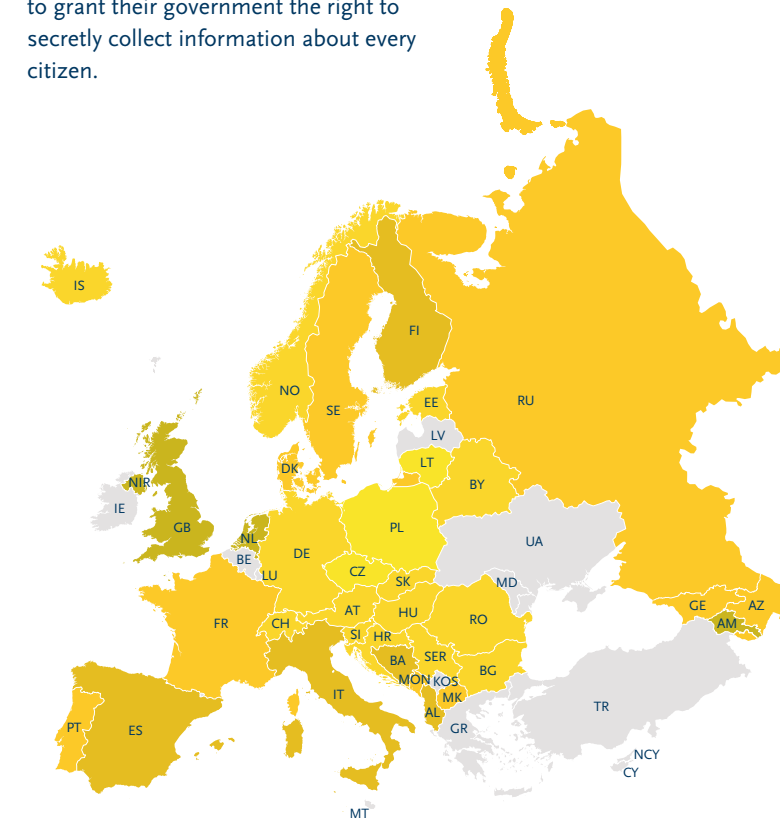 to grant their government the right to
secretly collect information about every
citizen.
IS
FI
NO
SE
RU
EE
LV
DK
LT
NIR
BY
IE
GB
PL
UA
NL
DE
BE
LU
CZ
SK
MD
AT
HU
GE
AZ
FR
CH
RO
AM
SI
HR
BA
SER
BG
MON
KOS
IT
MK
TR
AL
PT
ES
GR
NCY
CY
MT